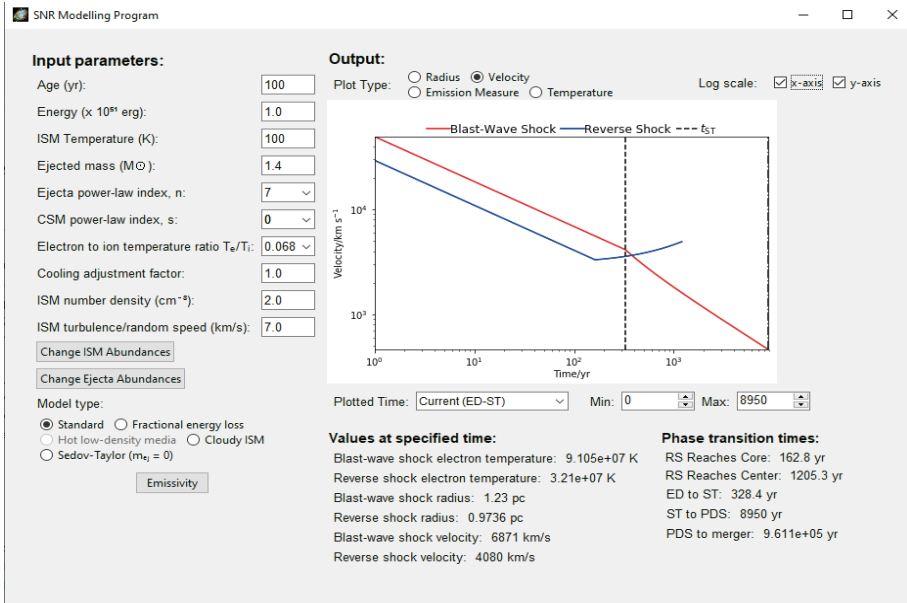 SNR Modelling Program
Input parameters:
Age (yr): 100
Energy (x 10⁵¹ erg): 1.0
ISM Temperature (K): 100
Ejected mass (M⊙): 1.4
Ejecta power-law index, n: 7
CSM power-law index, s: 0
Electron to ion temperature ratio Tₑ/Tᵢ: 0.068
Cooling adjustment factor: 1.0
ISM number density (cm⁻³): 2.0
ISM turbulence/random speed (km/s): 7.0
Change ISM Abundances
Change Ejecta Abundances
Model type:
Standard Fractional energy loss
Hot low-density media Cloudy ISM
Sedov-Taylor (mₑⱼ = 0)
Emissivity
Output:
Plot Type: Radius Velocity
Emission Measure Temperature
Log scale: x-axis y-axis
Blast-Wave Shock Reverse Shock t_ST
Velocity/km s⁻¹
10⁴
10³
10⁰ 10¹ 10² 10³
Time/yr
Plotted Time: Current (ED-ST) Min: 0 Max: 8950
Values at specified time:
Blast-wave shock electron temperature: 9.105e+07 K
Reverse shock electron temperature: 3.21e+07 K
Blast-wave shock radius: 1.23 pc
Reverse shock radius: 0.9736 pc
Blast-wave shock velocity: 6871 km/s
Reverse shock velocity: 4080 km/s
Phase transition times:
RS Reaches Core: 162.8 yr
RS Reaches Center: 1205.3 yr
ED to ST: 328.4 yr
ST to PDS: 8950 yr
PDS to merger: 9.611e+05 yr